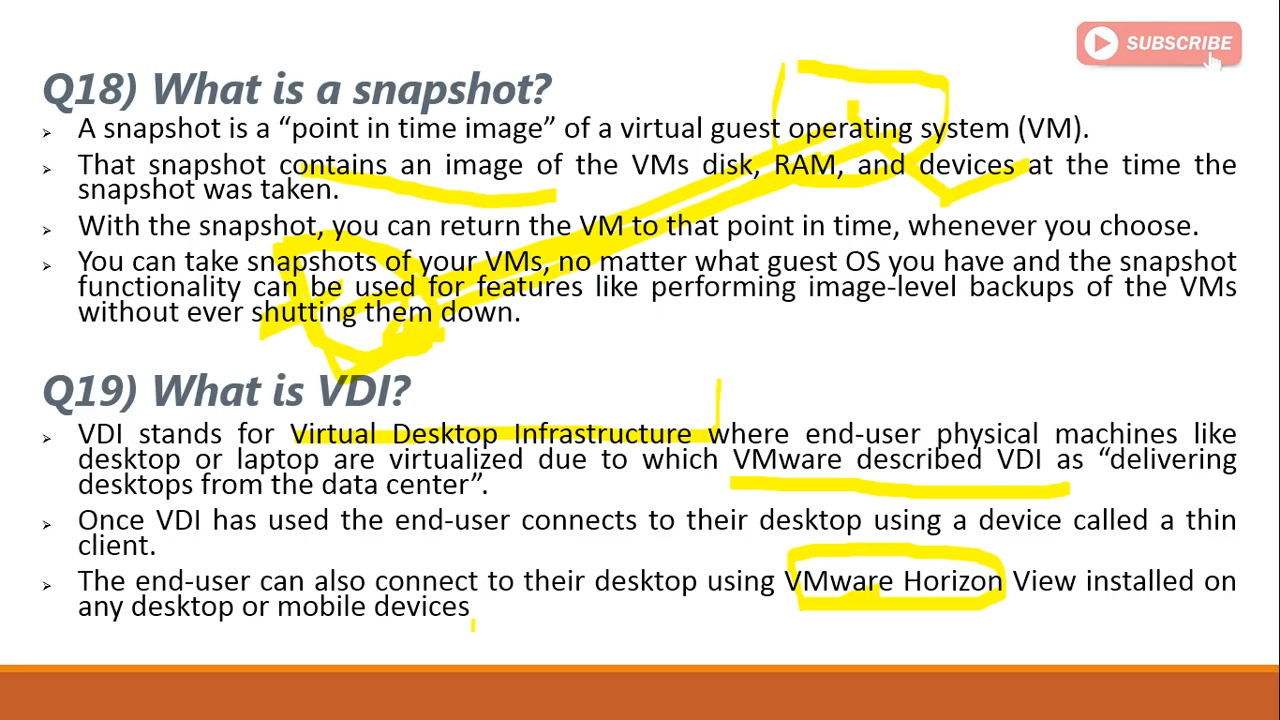 SUBSCRIBE
Q18) What is a snapshot?
➢ A snapshot is a “point in time image” of a virtual guest operating system (VM).
➢ That snapshot contains an image of the VMs disk, RAM, and devices at the time the
snapshot was taken.
➢ With the snapshot, you can return the VM to that point in time, whenever you choose.
➢ You can take snapshots of your VMs, no matter what guest OS you have and the snapshot
functionality can be used for features like performing image-level backups of the VMs
without ever shutting them down.
Q19) What is VDI?
➢ VDI stands for Virtual Desktop Infrastructure where end-user physical machines like
desktop or laptop are virtualized due to which VMware described VDI as “delivering
desktops from the data center”.
➢ Once VDI has used the end-user connects to their desktop using a device called a thin
client.
➢ The end-user can also connect to their desktop using VMware Horizon View installed on
any desktop or mobile devices